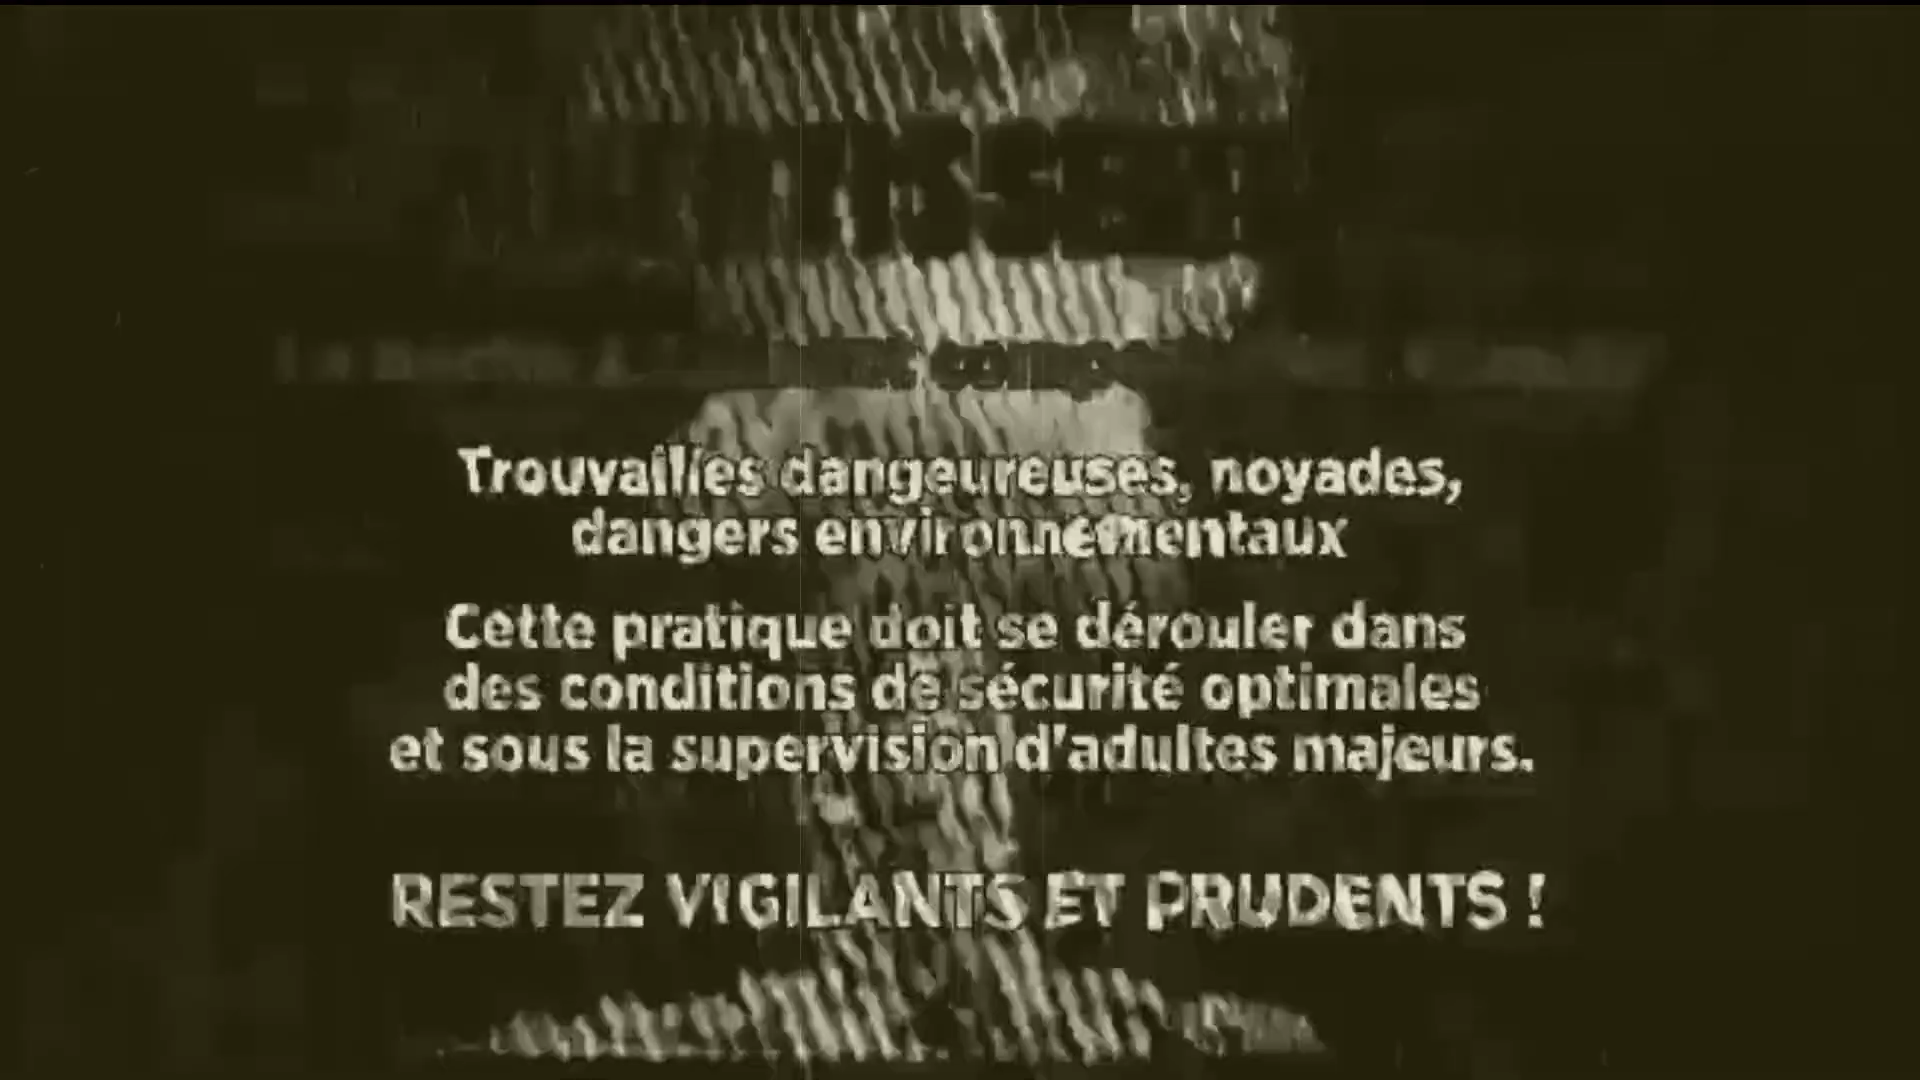 Trouvailles dangeureuses, noyades,
dangers environnementaux
Cette pratique doit se dérouler dans
des conditions de sécurité optimales
et sous la supervision d'adultes majeurs.
RESTEZ VIGILANTS ET PRUDENTS !